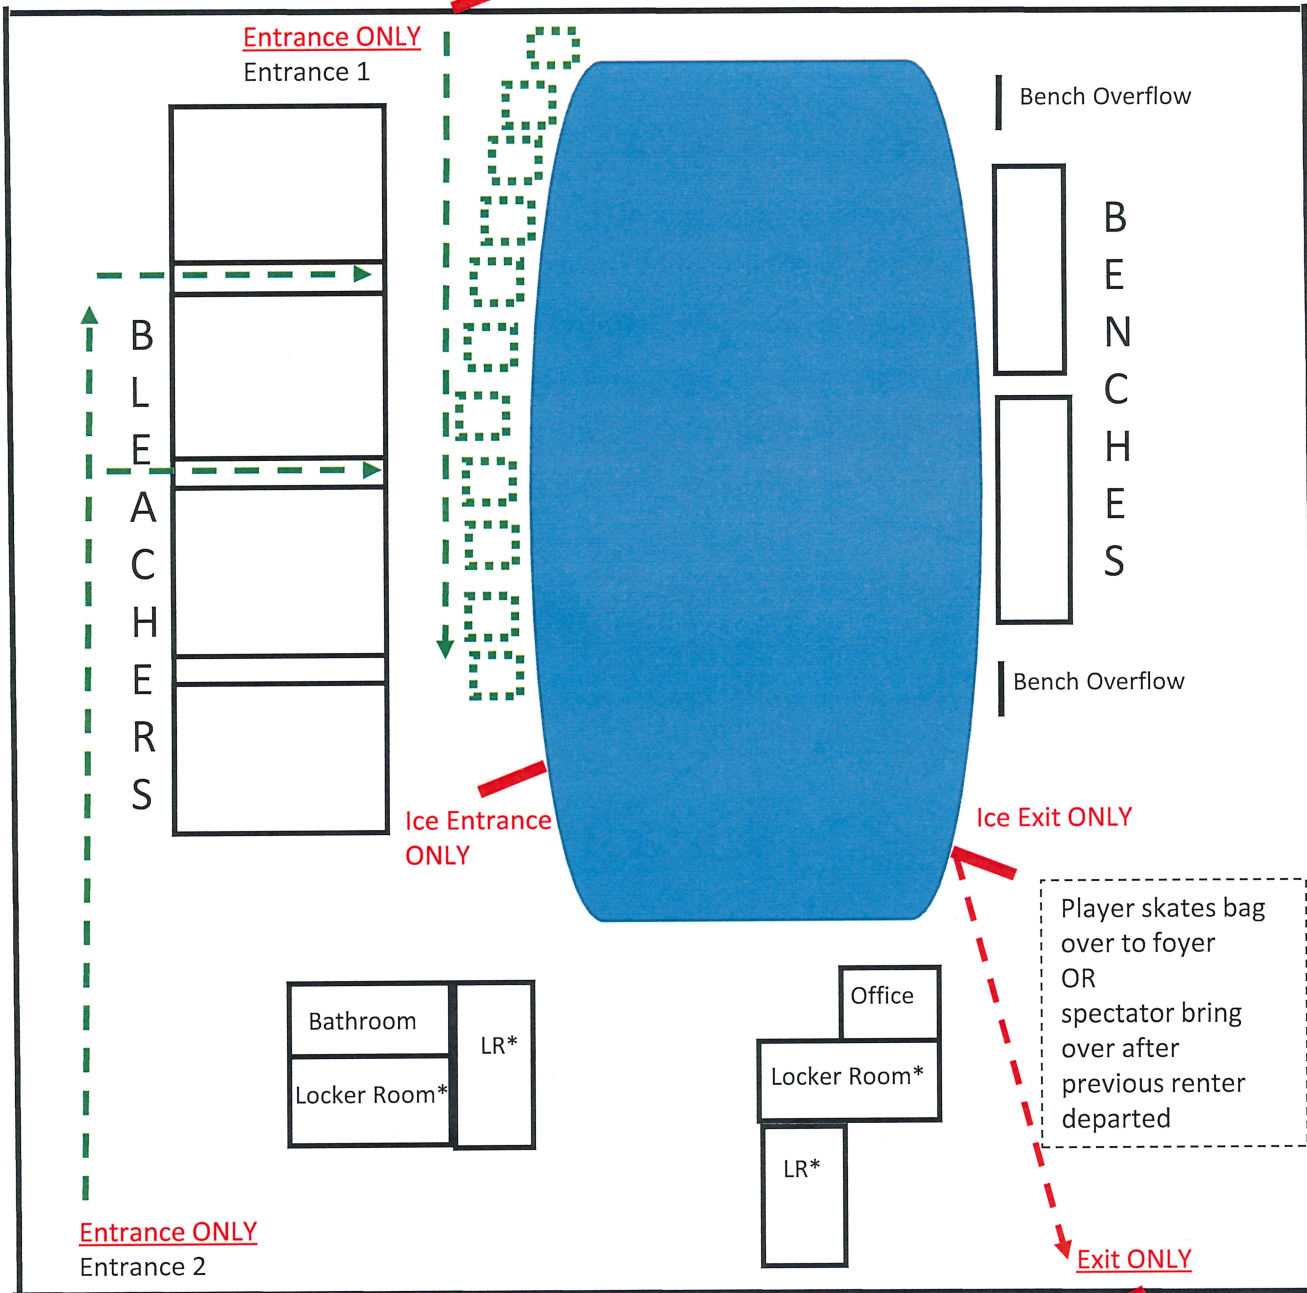 Entrance ONLY
Entrance 1
Bench Overflow
BLEACHERS
BENCHES
Bench Overflow
Ice Entrance
ONLY
Ice Exit ONLY
Player skates bag
over to foyer
OR
spectator bring
over after
previous renter
departed
Bathroom
LR*
Locker Room*
Office
Locker Room*
LR*
Entrance ONLY
Entrance 2
Exit ONLY